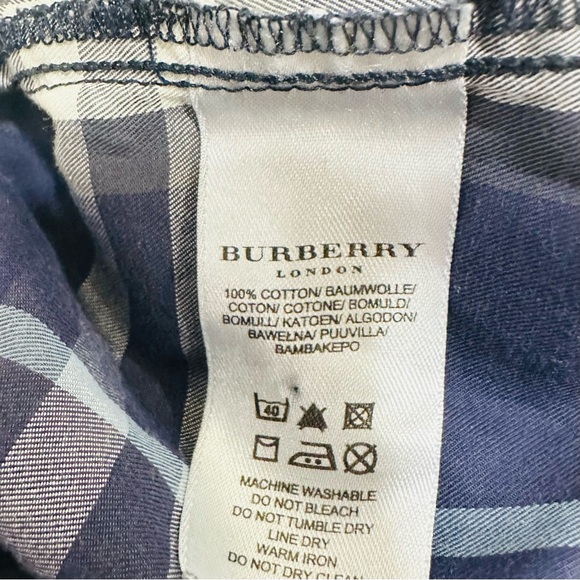 BURBERRY
LONDON
100% COTTON/ BAUMWOLLE/
COTON/ COTONE/ BOMULD/
BOMULL/ KATOEN/ ALGODON/
BAWEŁNA/ PUUVILLA/
BAMBAKEPO
40
MACHINE WASHABLE
DO NOT BLEACH
DO NOT TUMBLE DRY
LINE DRY
WARM IRON
DO NOT DRY CLEAN